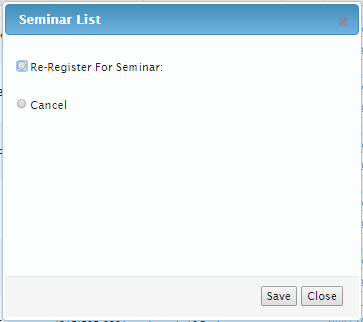 Seminar List
Re-Register For Seminar:
Cancel
Save Close